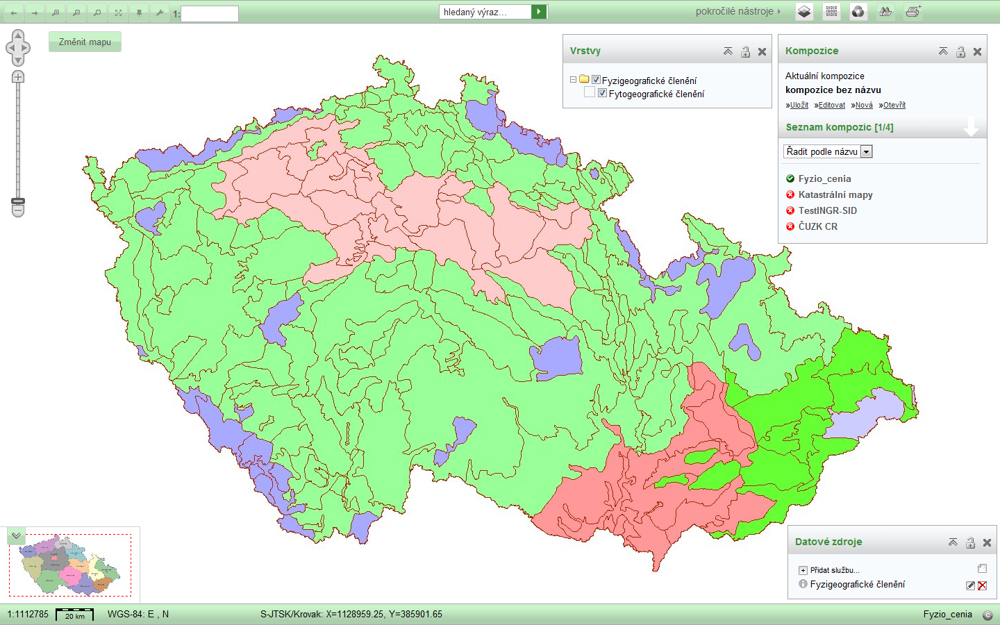 1:
hledaný výraz...
pokročilé nástroje
Změnit mapu
Vrstvy
Fyzigeografické členění
Fytogeografické členění
Kompozice
Aktuální kompozice
kompozice bez názvu
»Uložit »Editovat »Nová »Otevřít
Seznam kompozic [1/4]
Řadit podle názvu
Fyzio_cenia
Katastrální mapy
TestINGR-SID
ČUZK CR
Datové zdroje
Přidat službu...
Fyzigeografické členění
1:1112785
20 km
WGS-84: E , N
S-JTSK/Krovak: X=1128959.25, Y=385901.65
Fyzio_cenia